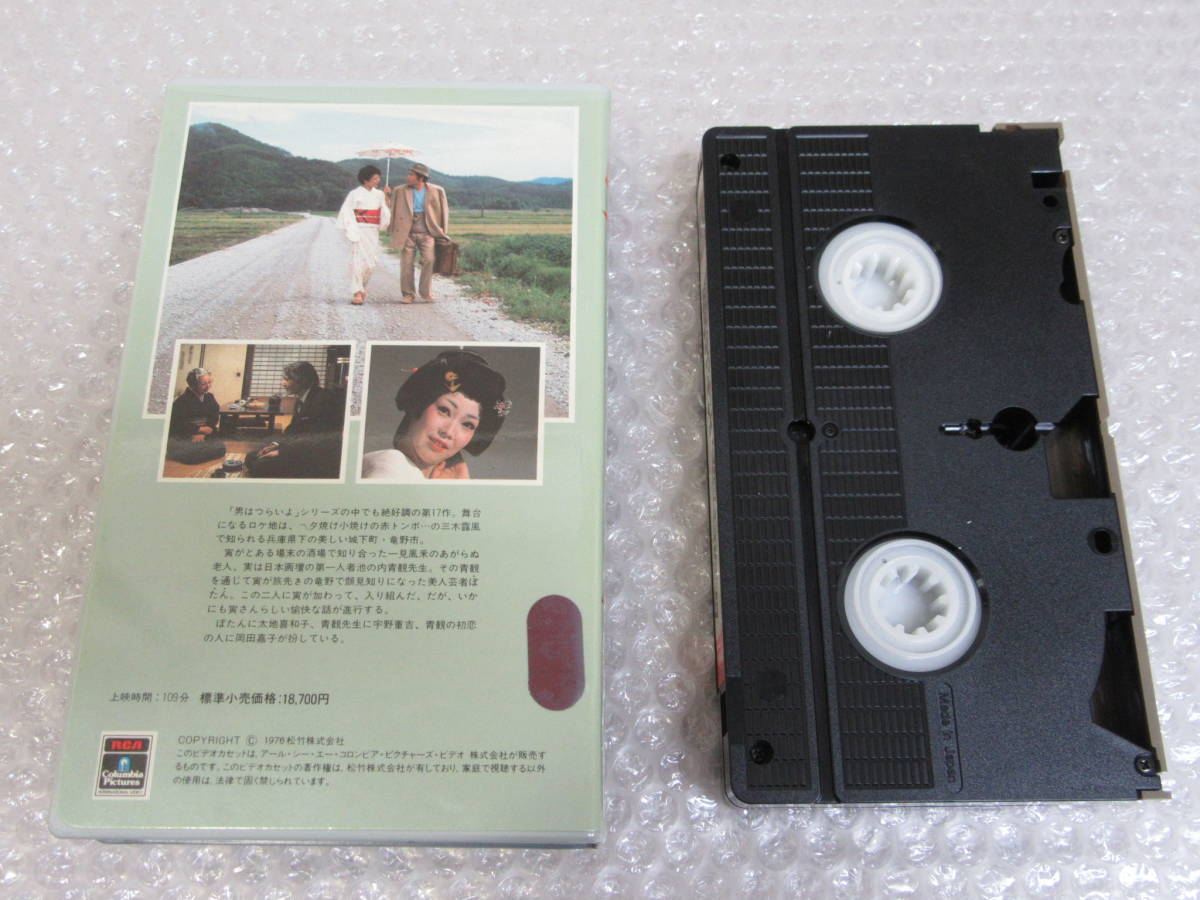 「男はつらいよ」シリーズの中でも絶好調の第17作。舞台
になるロケ地は、〽夕焼け小焼けの赤トンボ…の三木露風
で知られる兵庫県下の美しい城下町・竜野市。
寅がとある場末の酒場で知り合った一見風釆のあがらぬ
老人、実は日本画壇の第一人者池の内青観先生。その青観
を通じて寅が旅先きの竜野で顔見知りになった美人芸者ぼ
たん。この二人に寅が加わって、入り組んだ、だが、いか
にも寅さんらしい愉快な話が進行する。
ぼたんに太地喜和子、青観先生に宇野重吉、青観の初恋
の人に岡田嘉子が扮している。
上映時間：109分 標準小売価格：18,700円
RCA
Columbia
Pictures
INTERNATIONAL VIDEO
COPYRIGHT © 1976 松竹株式会社
このビデオカセットは、アール・シー・エー・コロンビア・ピクチャーズ・ビデオ 株式会社が販売す
るものです。このビデオカセットの著作権は、松竹株式会社が有しており、家庭で視聴する以外
の使用は、法律で固く禁じられています。
Made in Japan